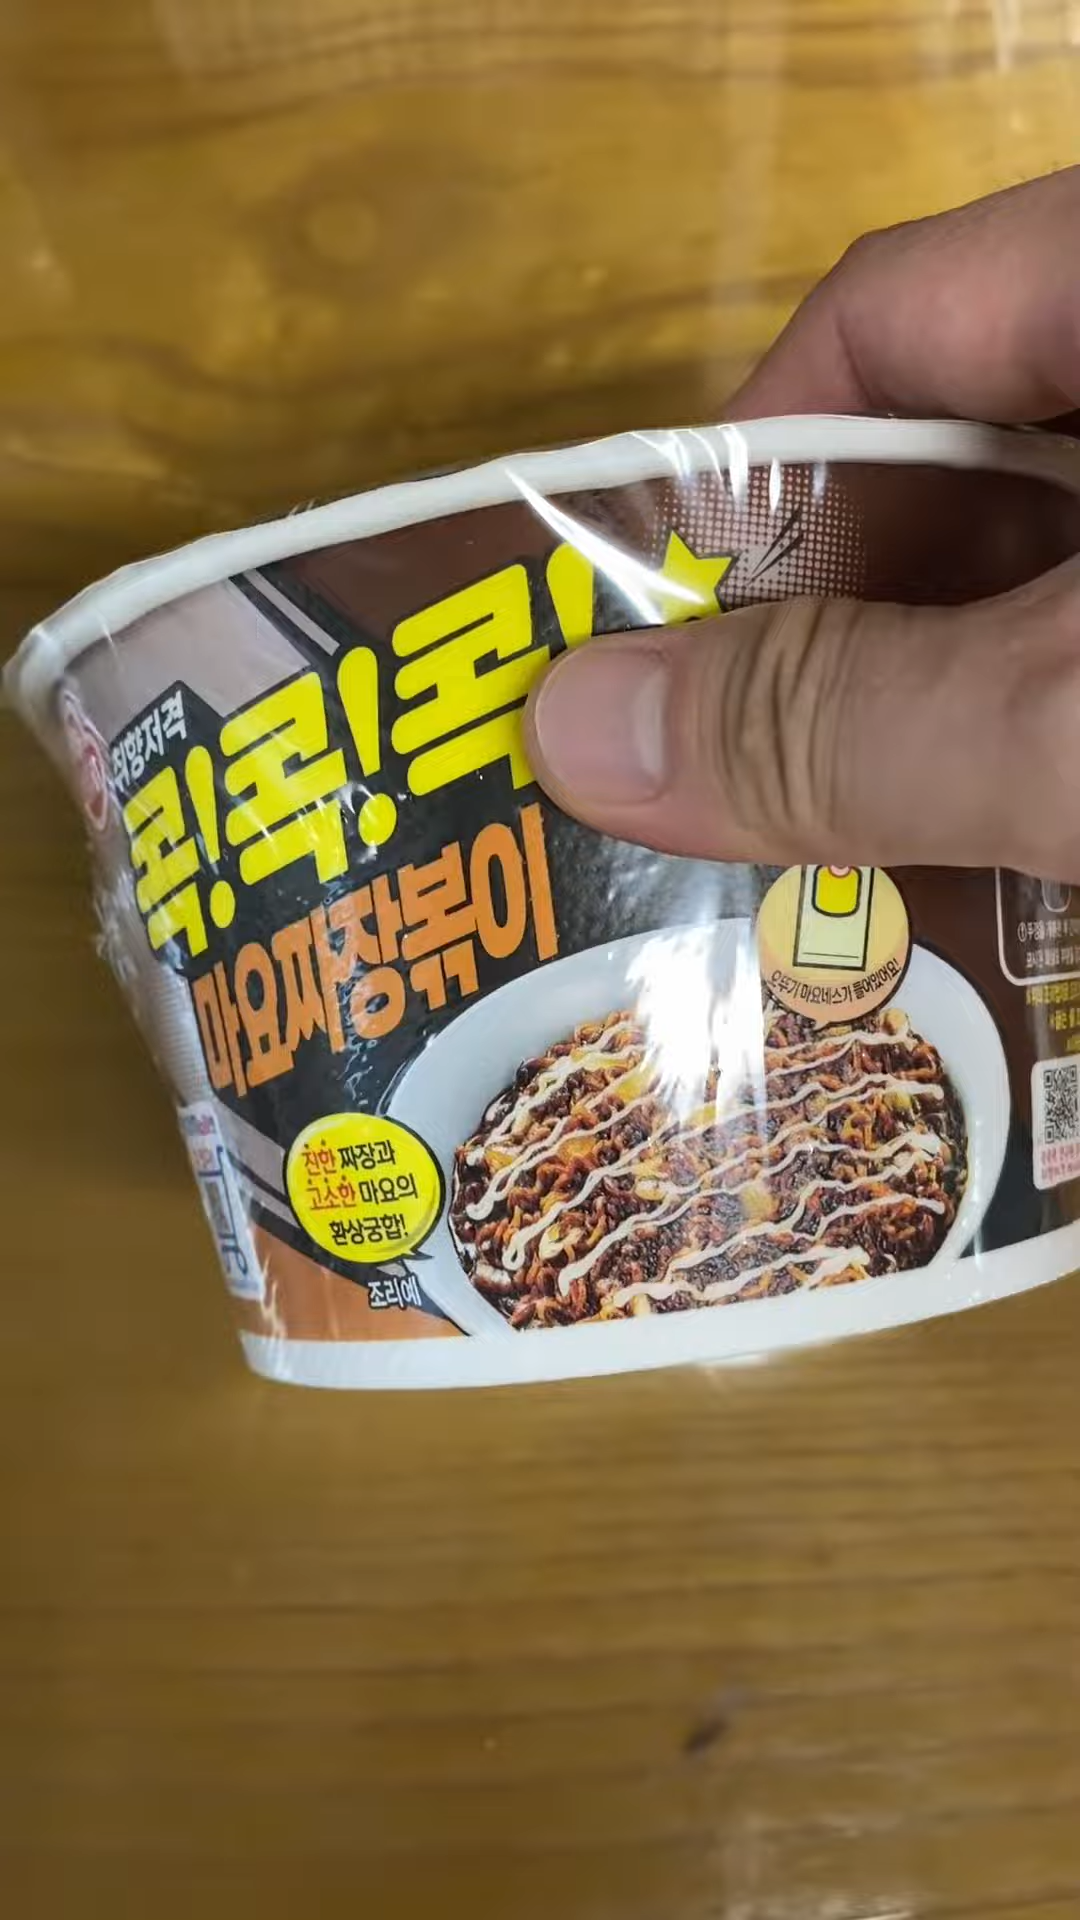 취향저격
콕!콕!콕!
마요짜장볶이
오뚜기 마요네스가 들어있어요!
진한 짜장과
고소한 마요의
환상궁합!
조리예